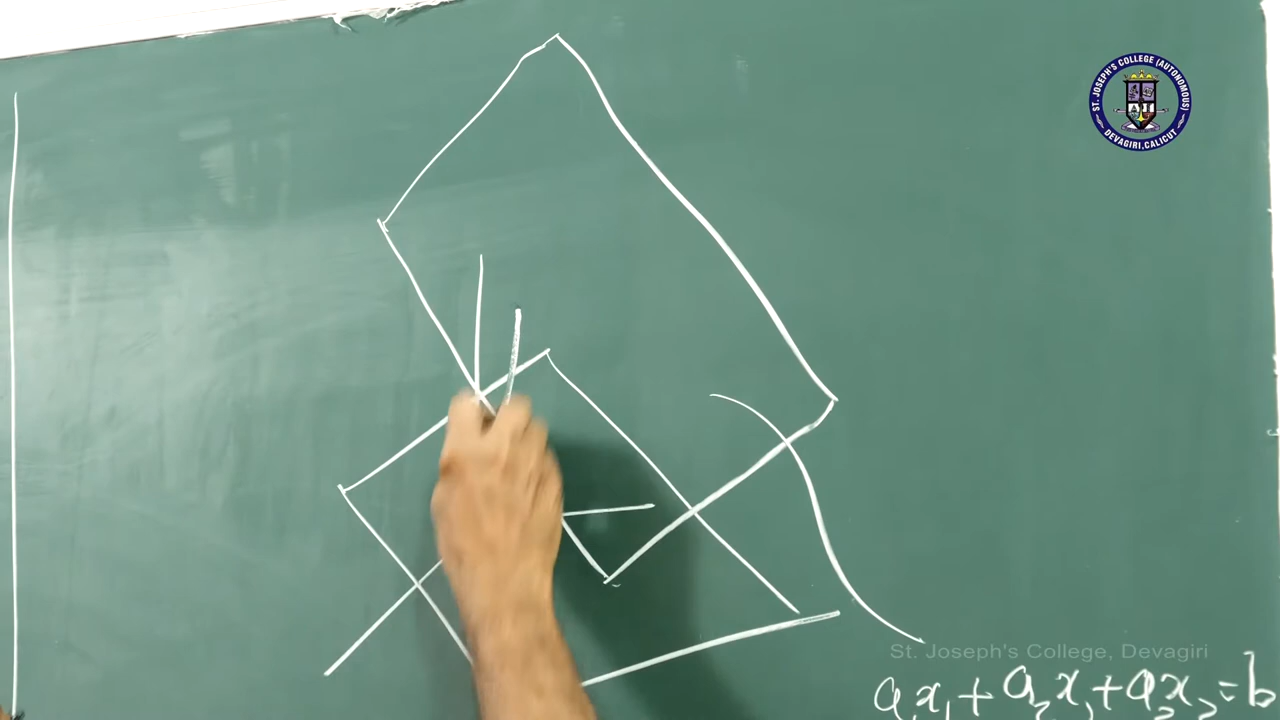 ST. JOSEPH'S COLLEGE (AUTONOMOUS)
DEVAGIRI, CALICUT
St. Joseph's College, Devagiri
a₁x₁ + a₂x₂ + a₃x₃ = b